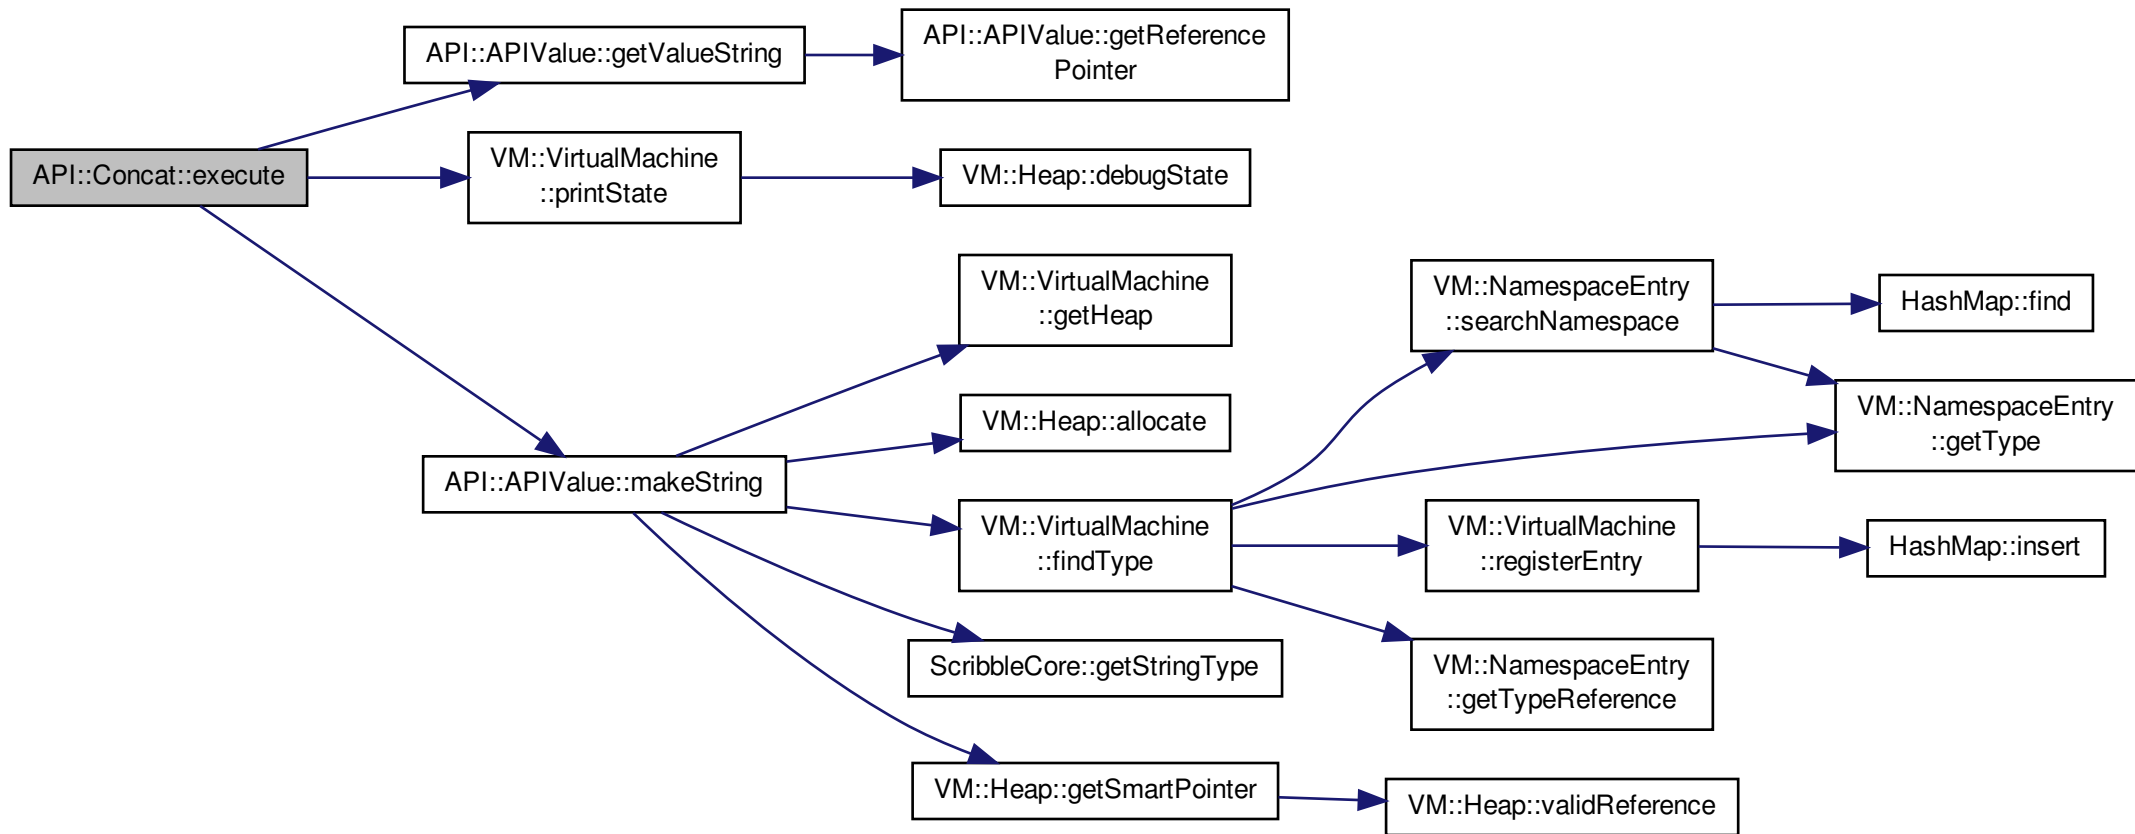 API::APIValue::getValueString
API::APIValue::getReference
Pointer
API::Concat::execute
VM::VirtualMachine
::printState
VM::Heap::debugState
VM::VirtualMachine
::getHeap
VM::NamespaceEntry
::searchNamespace
HashMap::find
VM::Heap::allocate
VM::NamespaceEntry
::getType
API::APIValue::makeString
VM::VirtualMachine
::findType
VM::VirtualMachine
::registerEntry
HashMap::insert
ScribbleCore::getStringType
VM::NamespaceEntry
::getTypeReference
VM::Heap::getSmartPointer
VM::Heap::validReference